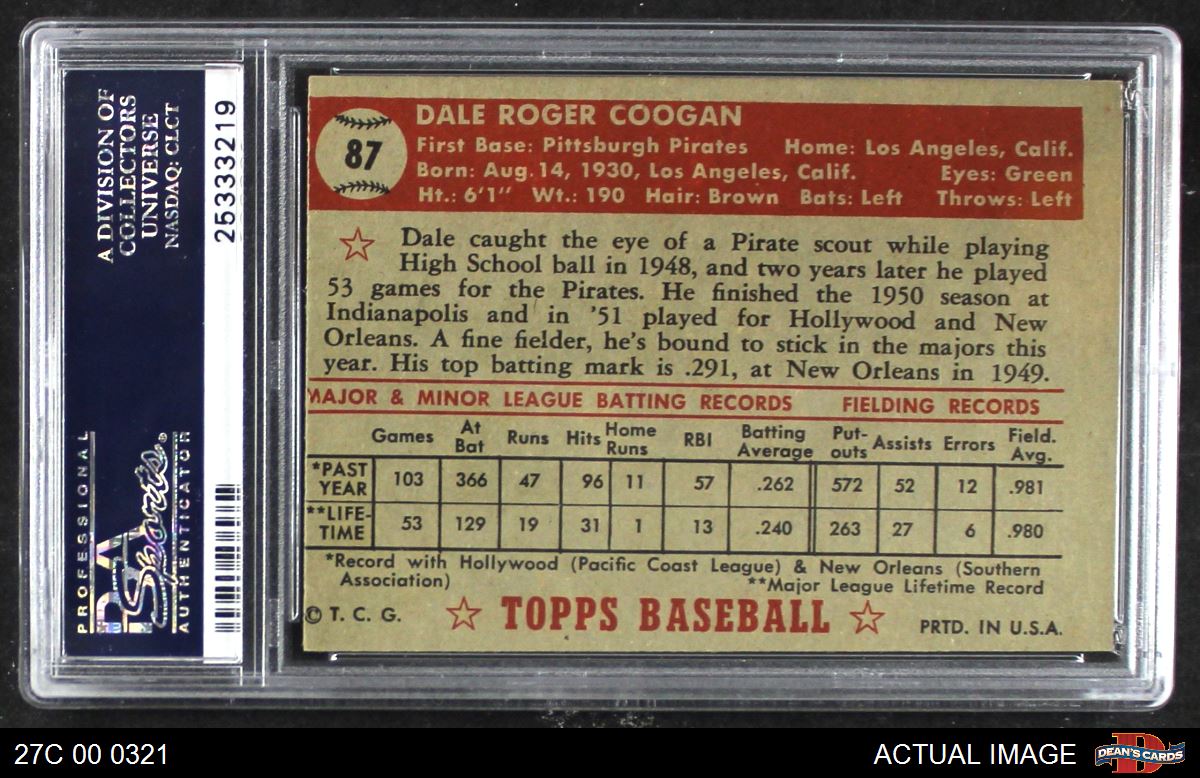 A DIVISION OF
COLLECTORS
UNIVERSE
NASDAQ: CLCT
25333219
PROFESSIONAL
PSA
Sports®
AUTHENTICATOR
87
DALE ROGER COOGAN
First Base: Pittsburgh Pirates Home: Los Angeles, Calif.
Born: Aug. 14, 1930, Los Angeles, Calif. Eyes: Green
Ht.: 6'1" Wt.: 190 Hair: Brown Bats: Left Throws: Left
Dale caught the eye of a Pirate scout while playing
High School ball in 1948, and two years later he played
53 games for the Pirates. He finished the 1950 season at
Indianapolis and in '51 played for Hollywood and New
Orleans. A fine fielder, he's bound to stick in the majors this
year. His top batting mark is .291, at New Orleans in 1949.
MAJOR & MINOR LEAGUE BATTING RECORDS FIELDING RECORDS
Games At Bat Runs Hits Home Runs RBI Batting Average Put-outs Assists Errors Field. Avg.
*PAST YEAR 103 366 47 96 11 57 .262 572 52 12 .981
**LIFE-TIME 53 129 19 31 1 13 .240 263 27 6 .980
*Record with Hollywood (Pacific Coast League) & New Orleans (Southern
Association) **Major League Lifetime Record
© T. C. G. TOPPS BASEBALL PRTD. IN U.S.A.
27C 00 0321 ACTUAL IMAGE DEAN'S CARDS